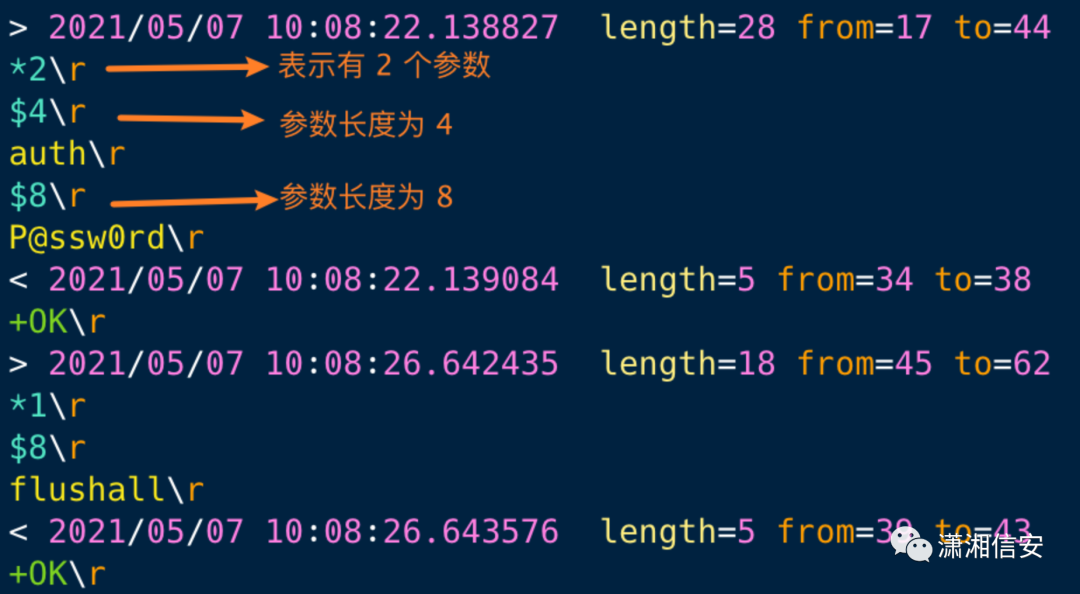 > 2021/05/07 10:08:22.138827 length=28 from=17 to=44
*2\r 表示有 2 个参数
$4\r 参数长度为 4
auth\r
$8\r 参数长度为 8
P@ssw0rd\r
< 2021/05/07 10:08:22.139084 length=5 from=34 to=38
+OK\r
> 2021/05/07 10:08:26.642435 length=18 from=45 to=62
*1\r
$8\r
flushall\r
< 2021/05/07 10:08:26.643576 length=5 from=39 to=43
+OK\r
潇湘信安